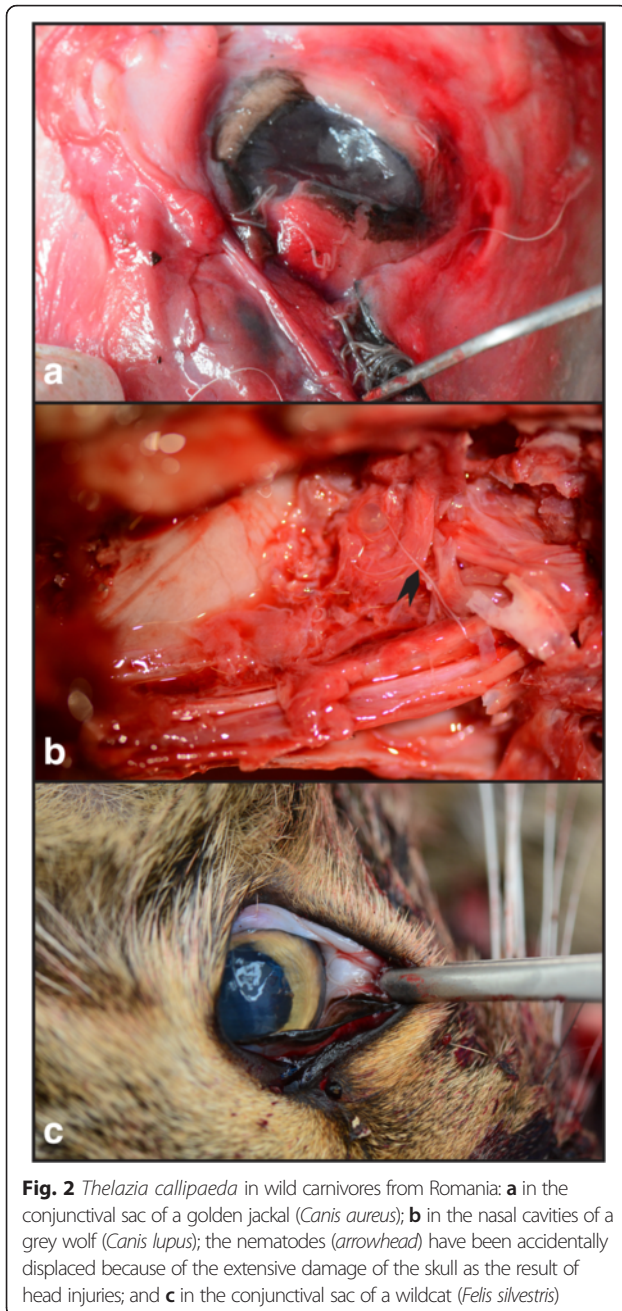 a
b
c
Fig. 2 Thelazia callipaeda in wild carnivores from Romania: a in the
conjunctival sac of a golden jackal (Canis aureus); b in the nasal cavities of a
grey wolf (Canis lupus); the nematodes (arrowhead) have been accidentally
displaced because of the extensive damage of the skull as the result of
head injuries; and c in the conjunctival sac of a wildcat (Felis silvestris)